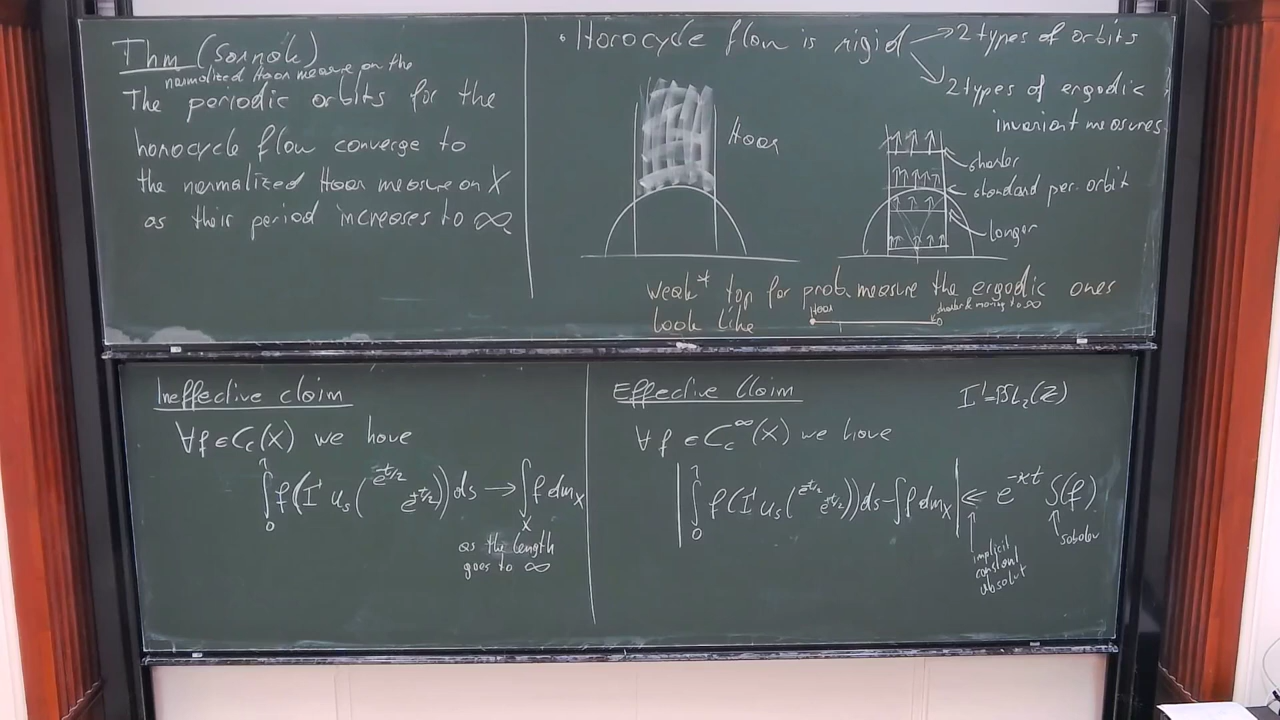 Thm (Sarnak)
normalized Haar measure on the
The periodic orbits for the
horocycle flow converge to
the normalized Haar measure on X
as their period increases to ∞
• Horocycle flow is rigid → 2 types of orbits
→ 2 types of ergodic
invariant measures
Haar
shorter
standard per. orbit
longer
weak* top for prob. measure the ergodic ones
look like
Haar
shorter & moving to ∞
Ineffective claim
∀f ∈ C_c(X) we have
∫_0^1 f(Γ u_s (e^{t/2} e^{-t/2})) ds → ∫_X f dm_X
as the length
goes to ∞
Effective Claim
Γ=PSL_2(Z)
∀f ∈ C_c^∞(X) we have
|∫_0^1 f(Γ u_s (e^{t/2} e^{-t/2})) ds - ∫ f dm_X| ≪ e^{-κt} S(f)
implicit
constant
absolut
Sobolev